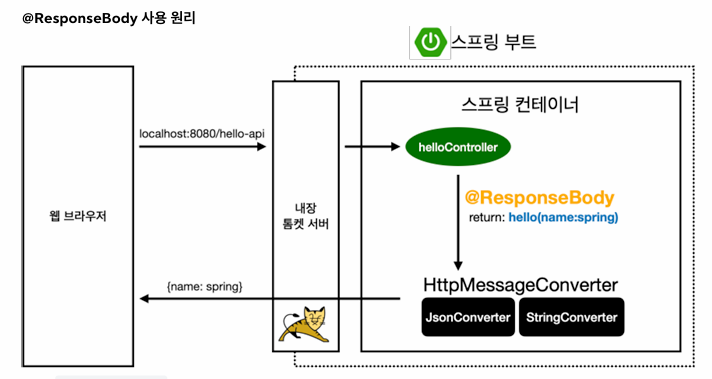 @ResponseBody 사용 원리
스프링 부트
스프링 컨테이너
localhost:8080/hello-api
helloController
웹 브라우저
내장
톰켓 서버
@ResponseBody
return: hello(name:spring)
{name: spring}
HttpMessageConverter
JsonConverter
StringConverter